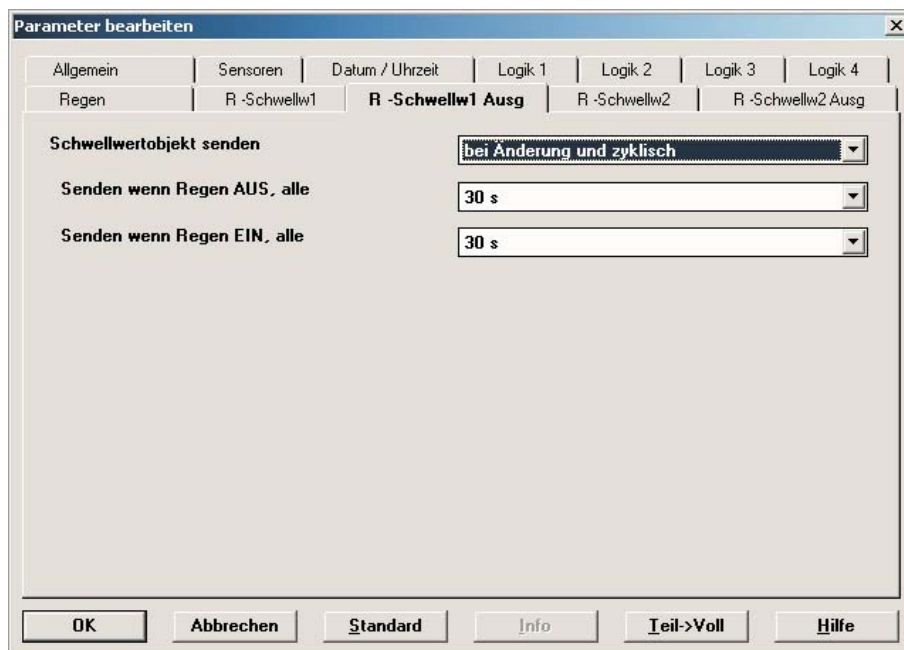 Parameter bearbeiten
Allgemein Sensoren Datum / Uhrzeit Logik 1 Logik 2 Logik 3 Logik 4
Regen R -Schwellw1 R -Schwellw1 Ausg R -Schwellw2 R -Schwellw2 Ausg
Schwellwertobjekt senden bei Änderung und zyklisch
Senden wenn Regen AUS, alle 30 s
Senden wenn Regen EIN, alle 30 s
OK Abbrechen Standard Info Teil->Voll Hilfe